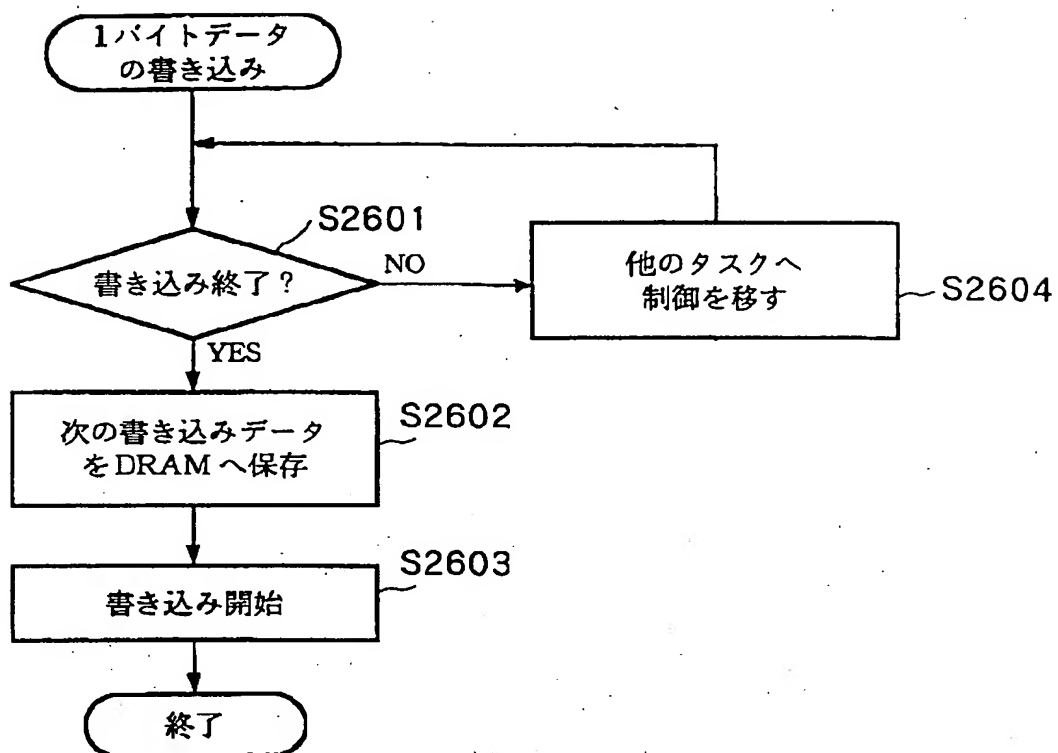 1バイトデータ
の書き込み
S2601
書き込み終了?
NO
他のタスクへ
制御を移す
S2604
YES
次の書き込みデータ
をDRAMへ保存
S2602
書き込み開始
S2603
終了